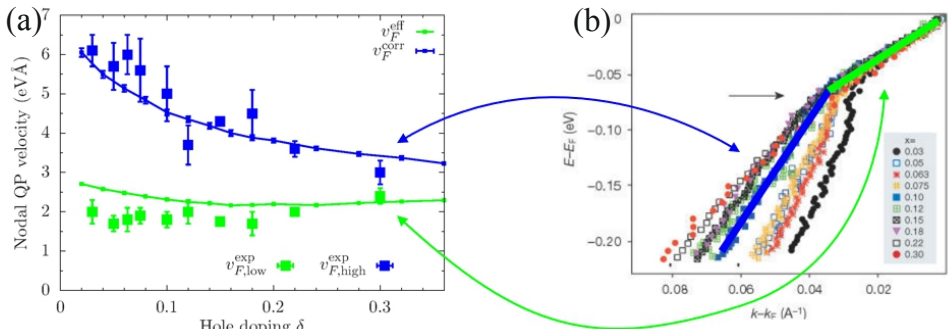 (a)
7
6
5
4
3
2
1
0
Nodal QP velocity (eVÅ)
v_F^eff
v_F^corr
v_{F,low}^exp
v_{F,high}^exp
0
0.1
0.2
0.3
Hole doping δ
(b)
0
−0.05
−0.10
−0.15
−0.20
E–E_F (eV)
x=
0.03
0.05
0.063
0.075
0.10
0.12
0.15
0.18
0.22
0.30
0.08
0.06
0.04
0.02
k–k_F (A⁻¹)